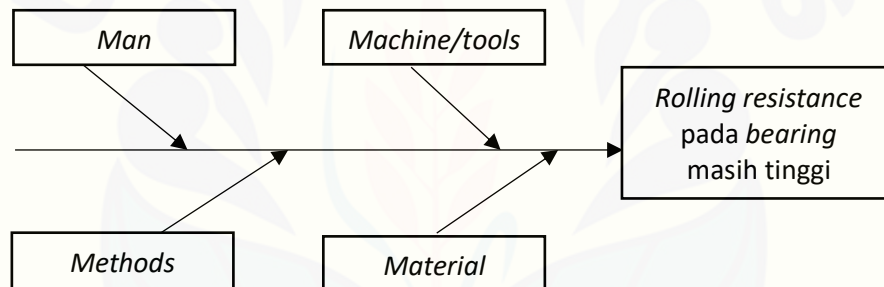 Man
Machine/tools
Rolling resistance
pada bearing
masih tinggi
Methods
Material